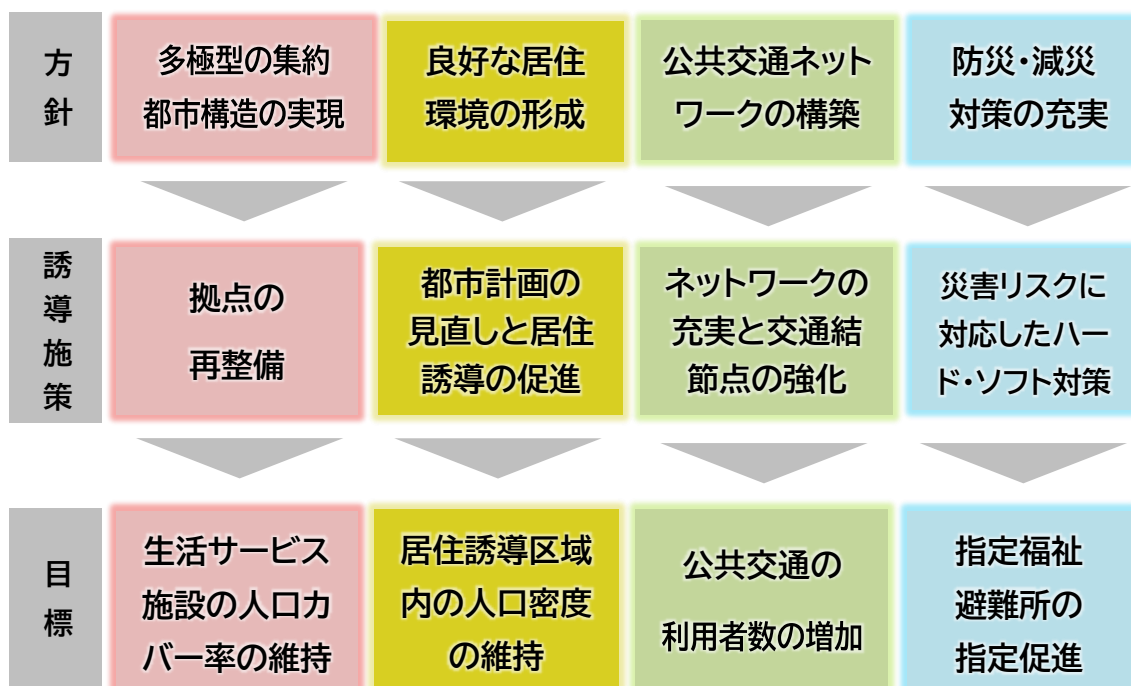 方
針
多極型の集約
都市構造の実現
良好な居住
環境の形成
公共交通ネット
ワークの構築
防災・減災
対策の充実
誘
導
施
策
拠点の
再整備
都市計画の
見直しと居住
誘導の促進
ネットワークの
充実と交通結
節点の強化
災害リスクに
対応したハー
ド・ソフト対策
目
標
生活サービス
施設の人口カ
バー率の維持
居住誘導区域
内の人口密度
の維持
公共交通の
利用者数の増加
指定福祉
避難所の
指定促進